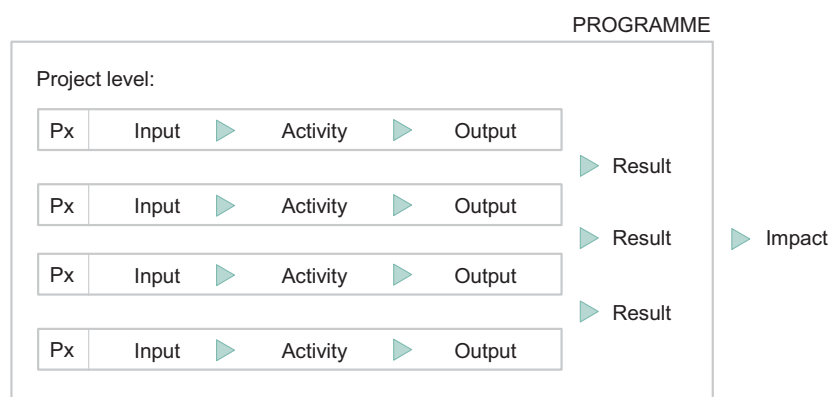 PROGRAMME
Project level:
Px Input Activity Output
Result
Px Input Activity Output
Result
Impact
Px Input Activity Output
Result
Px Input Activity Output